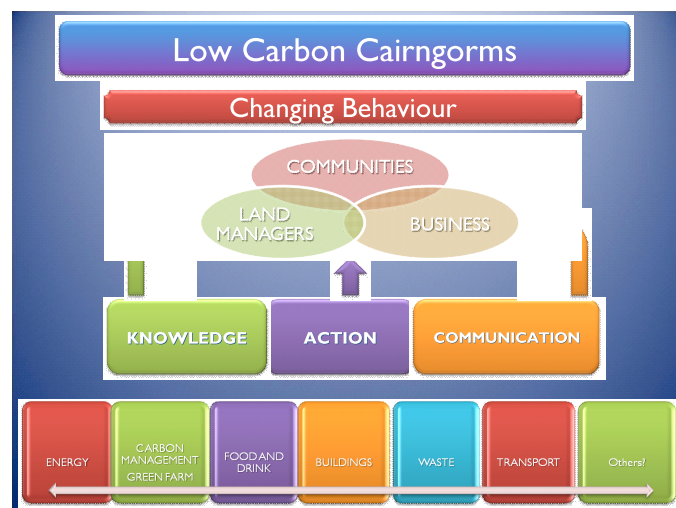 Low Carbon Cairngorms
Changing Behaviour
COMMUNITIES
LAND
MANAGERS
BUSINESS
KNOWLEDGE
ACTION
COMMUNICATION
ENERGY
CARBON
MANAGEMENT
GREEN FARM
FOOD AND
DRINK
BUILDINGS
WASTE
TRANSPORT
Others?